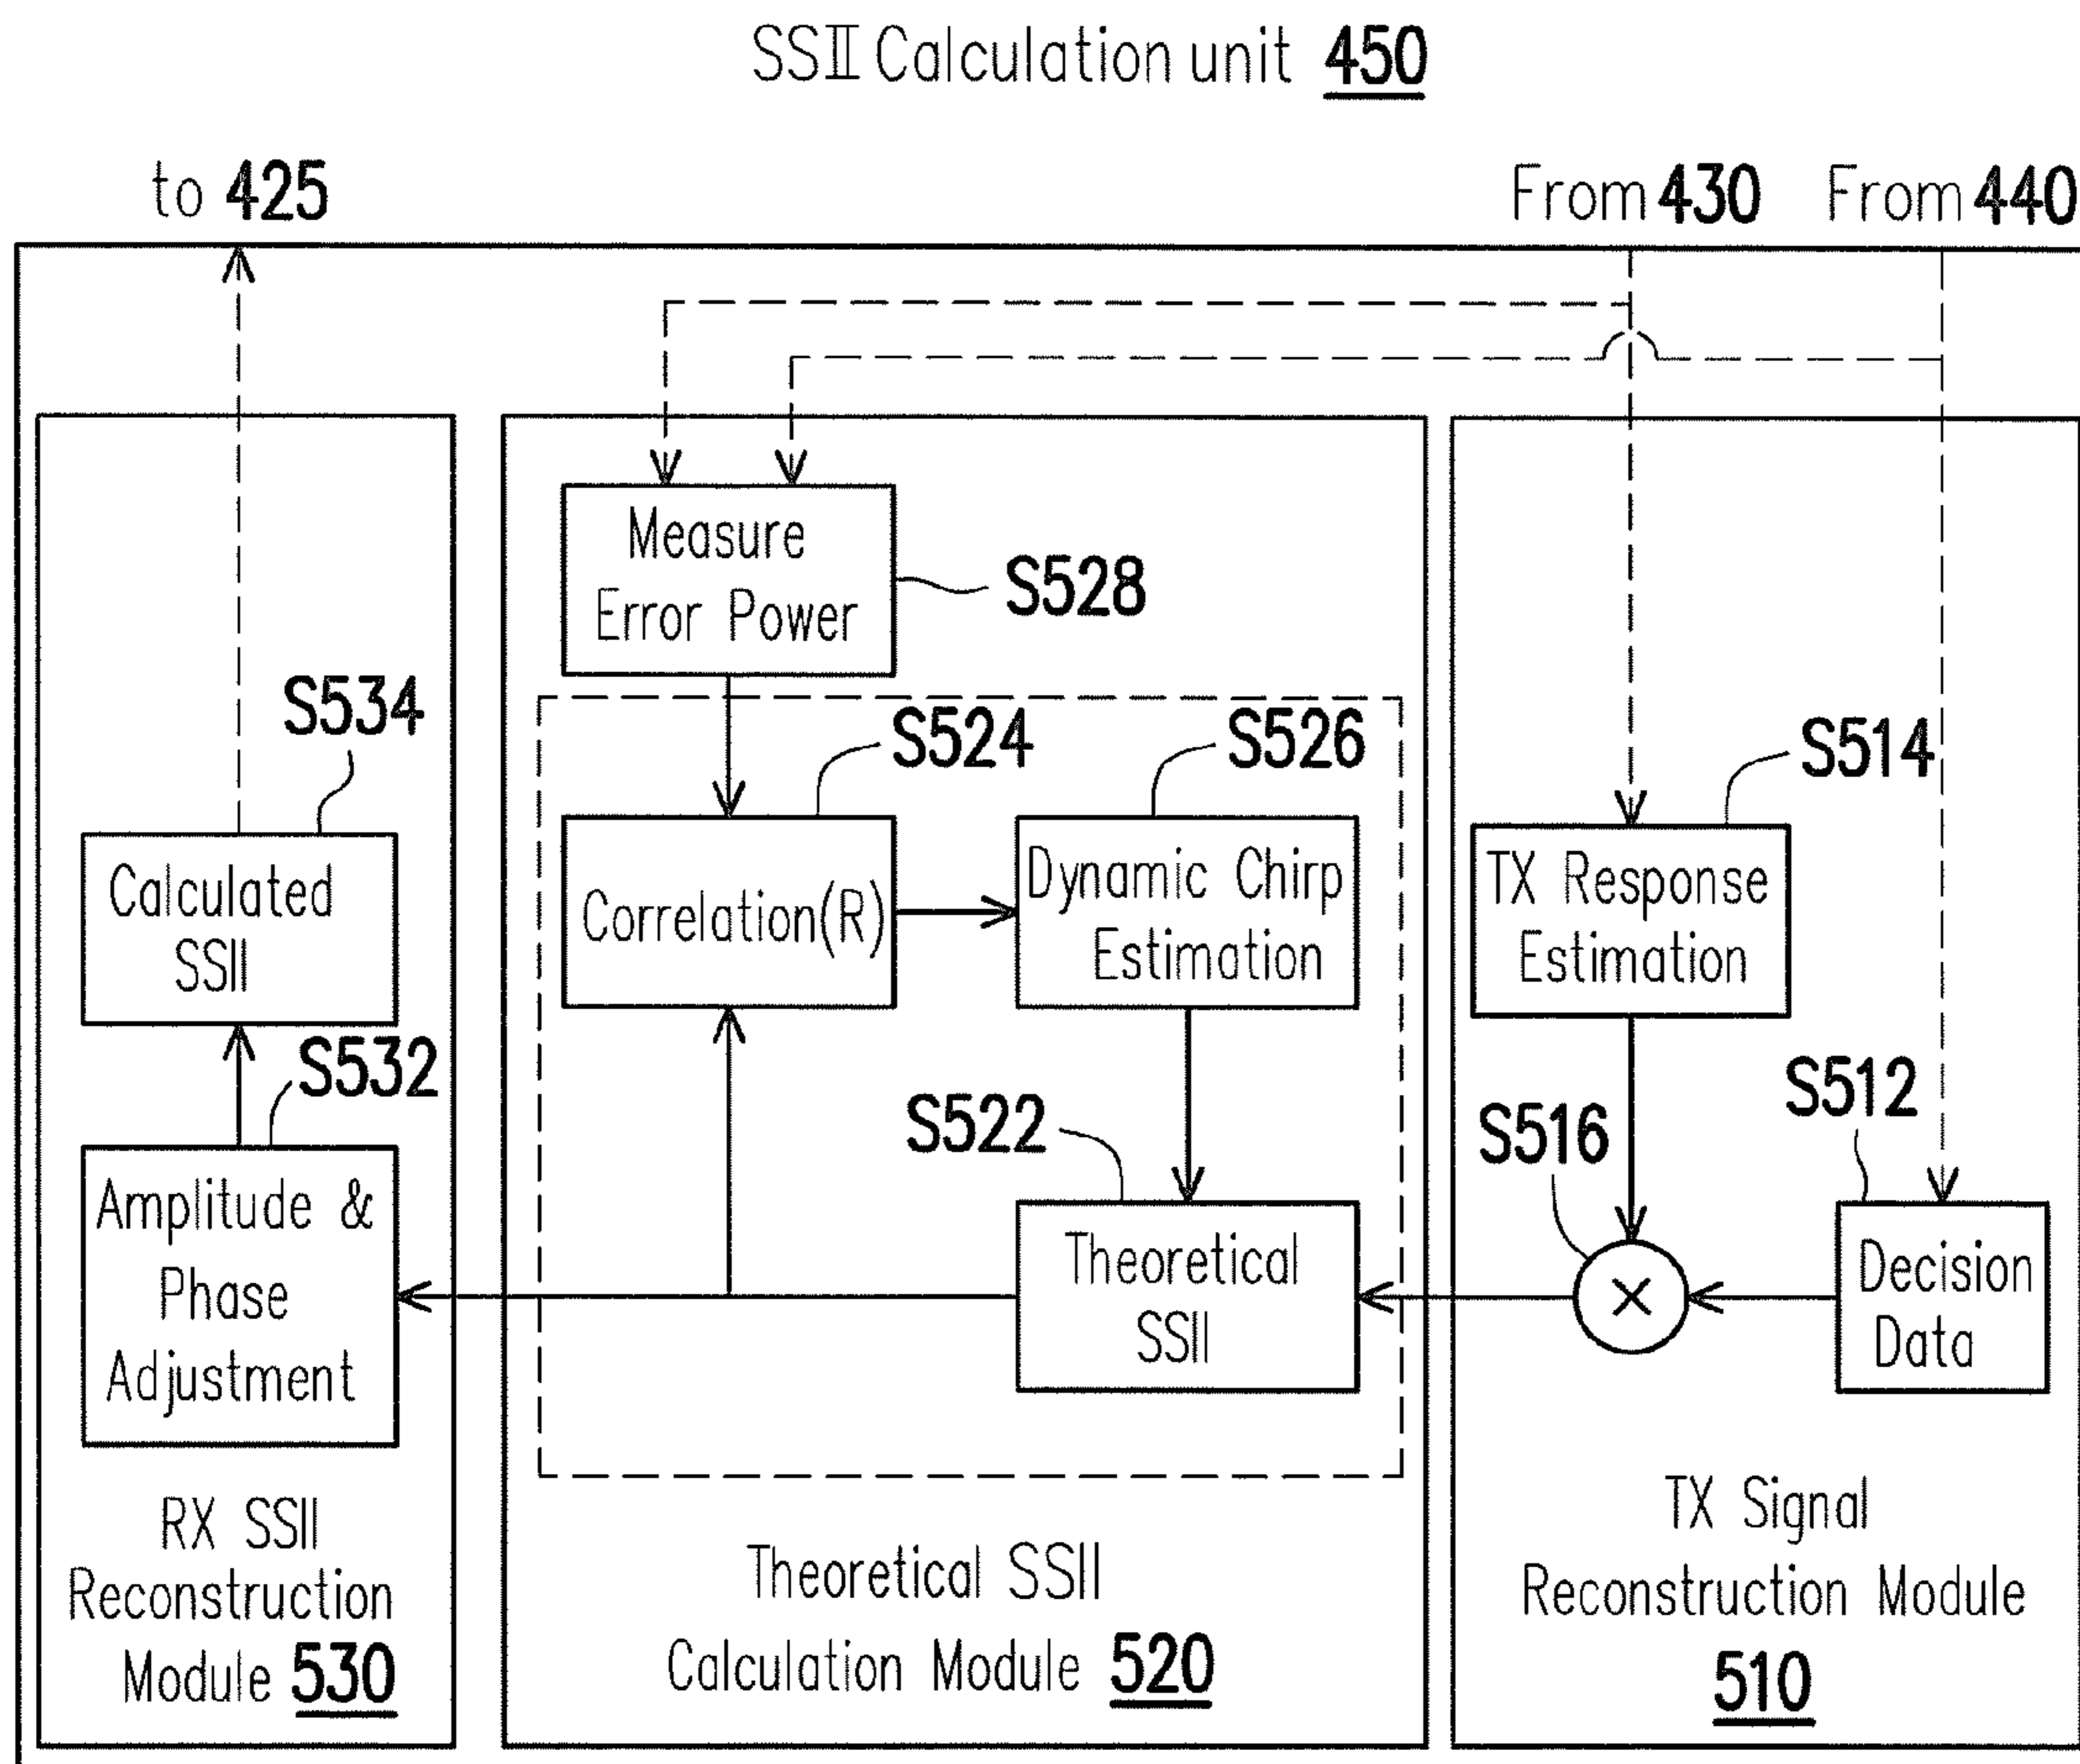 SSII Calculation unit 450
to 425
From 430
From 440
Measure
Error Power
S528
S534
S524
S526
S514
Calculated
SSII
Correlation(R)
Dynamic Chirp
Estimation
TX Response
Estimation
S532
S522
S516
S512
Amplitude &
Phase
Adjustment
Theoretical
SSII
Decision
Data
RX SSII
Reconstruction
Module 530
Theoretical SSII
Calculation Module 520
TX Signal
Reconstruction Module
510